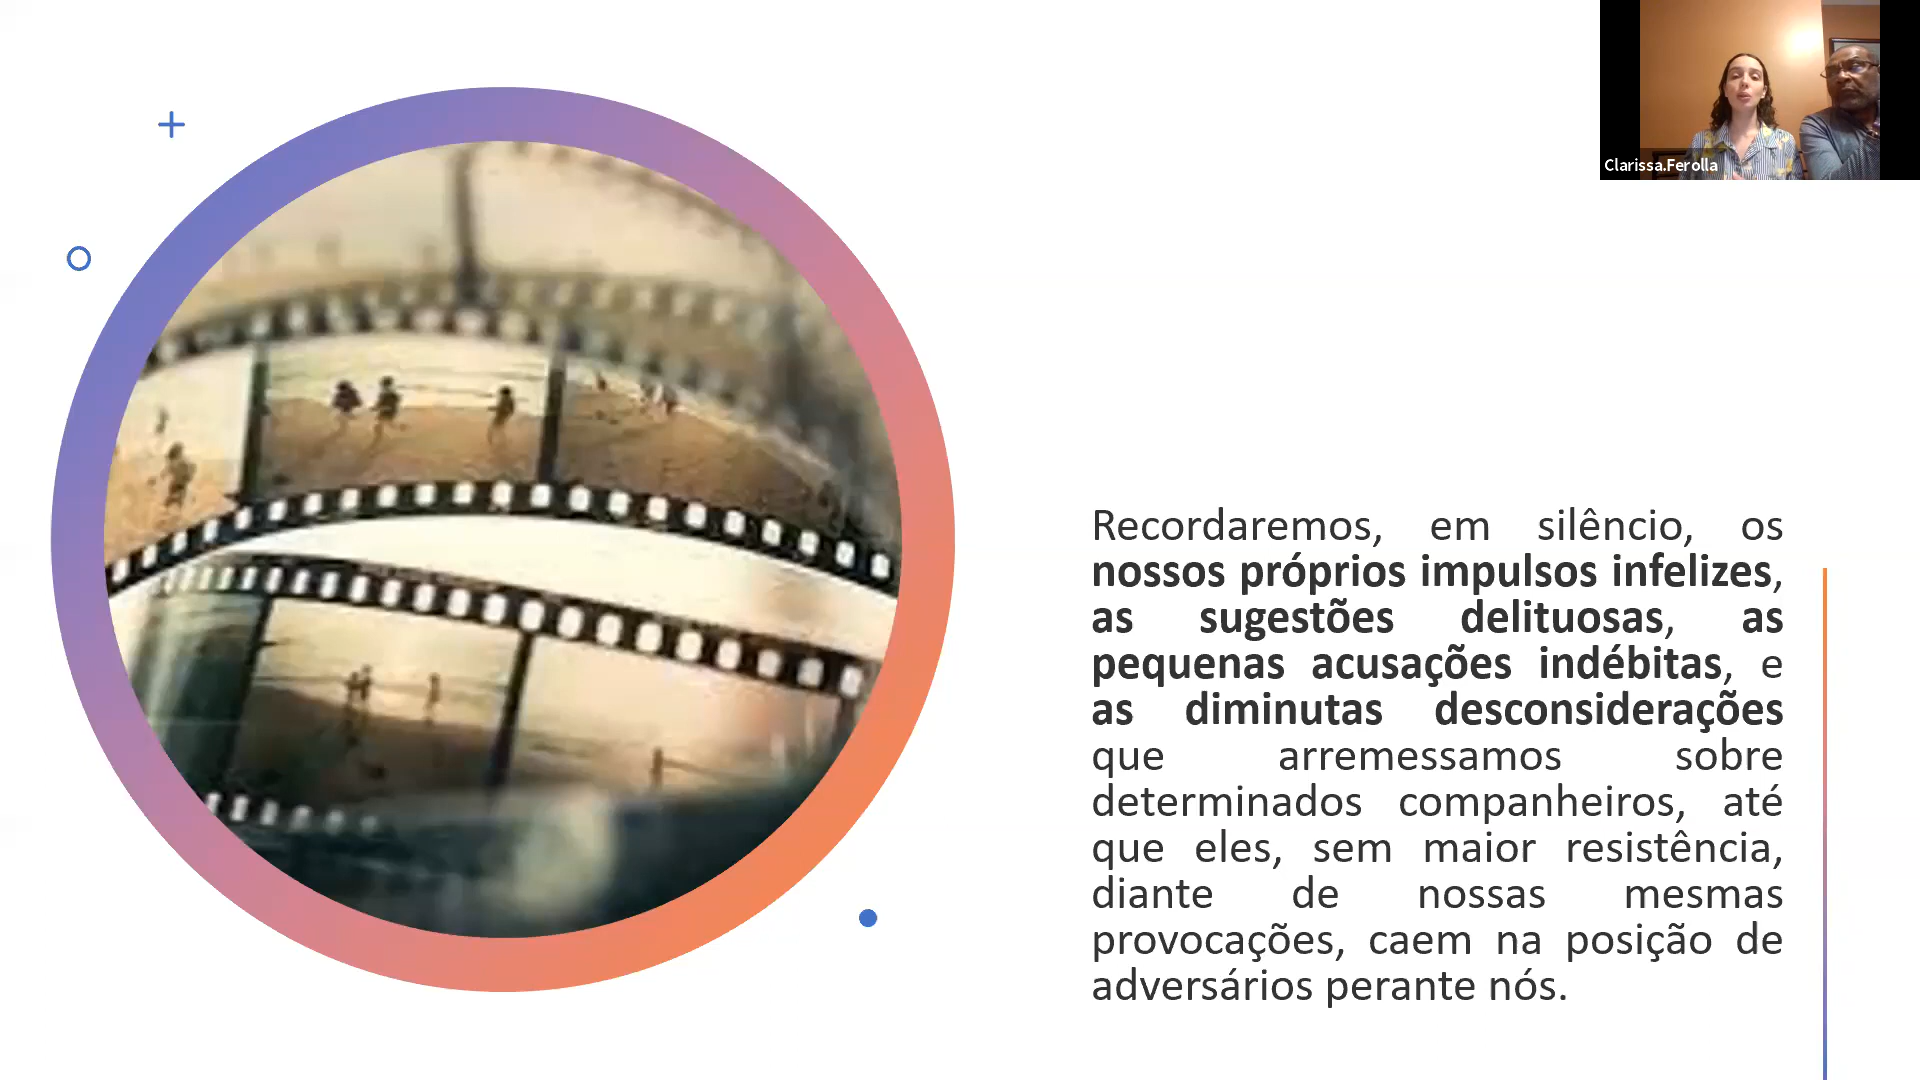 Clarissa.Ferolla
Recordaremos, em silêncio, os
nossos próprios impulsos infelizes,
as sugestões delituosas, as
pequenas acusações indébitas, e
as diminutas desconsiderações
que arremessamos sobre
determinados companheiros, até
que eles, sem maior resistência,
diante de nossas mesmas
provocações, caem na posição de
adversários perante nós.